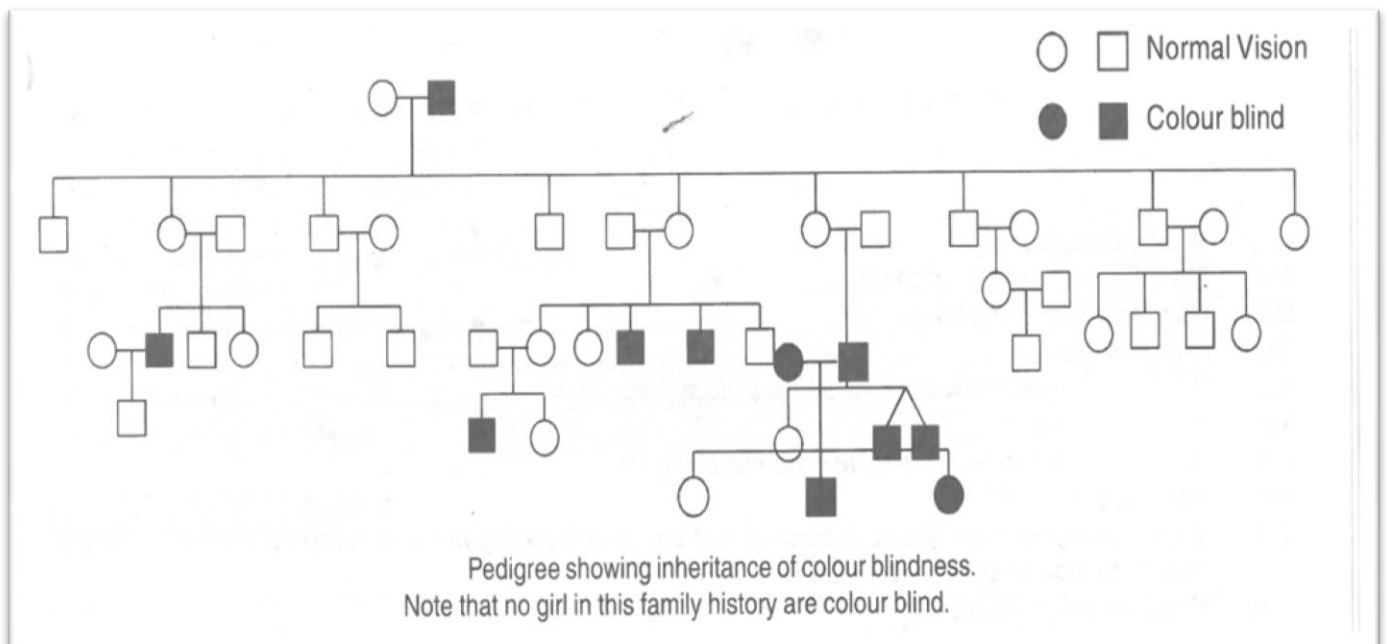 Normal Vision
Colour blind
Pedigree showing inheritance of colour blindness.
Note that no girl in this family history are colour blind.